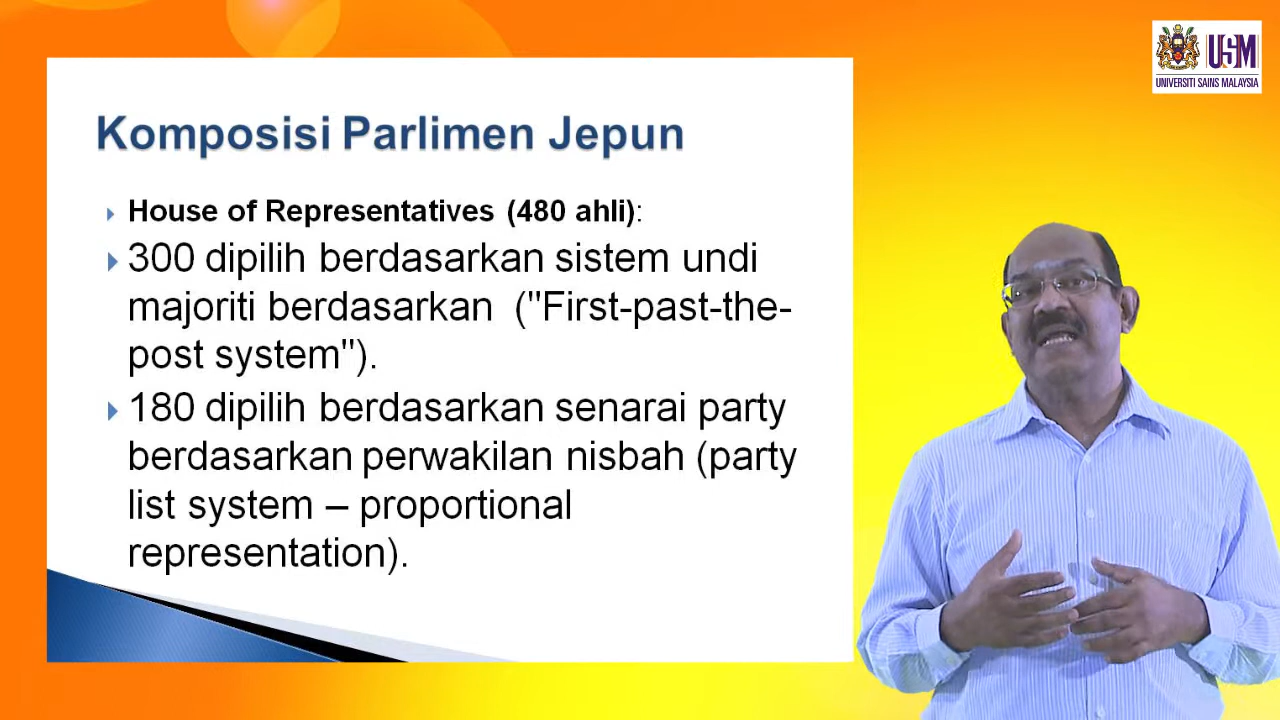 USM
UNIVERSITI SAINS MALAYSIA
Komposisi Parlimen Jepun
House of Representatives (480 ahli):
300 dipilih berdasarkan sistem undi
majoriti berdasarkan ("First-past-the-
post system").
180 dipilih berdasarkan senarai party
berdasarkan perwakilan nisbah (party
list system – proportional
representation).